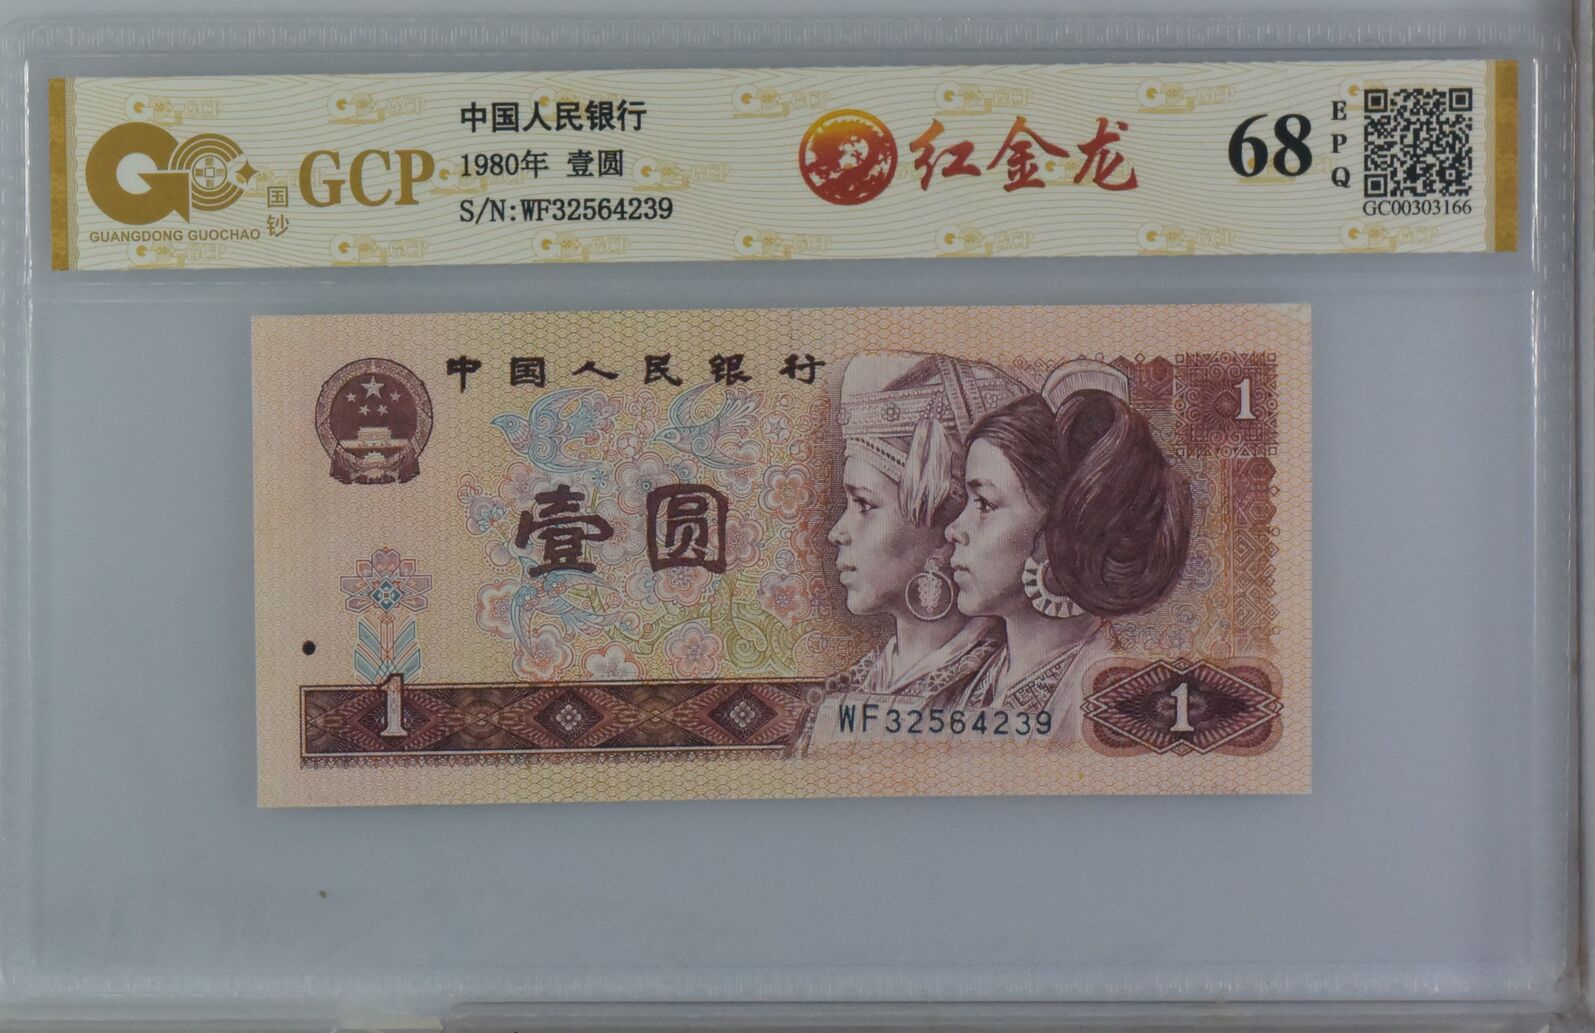 GUANGDONG GUOCHAO
国钞
GCP
中国人民银行
1980年 壹圆
S/N:WF32564239
红金龙
68
EPQ
GC00303166
中国人民银行
1
壹圆
1
WF32564239
1